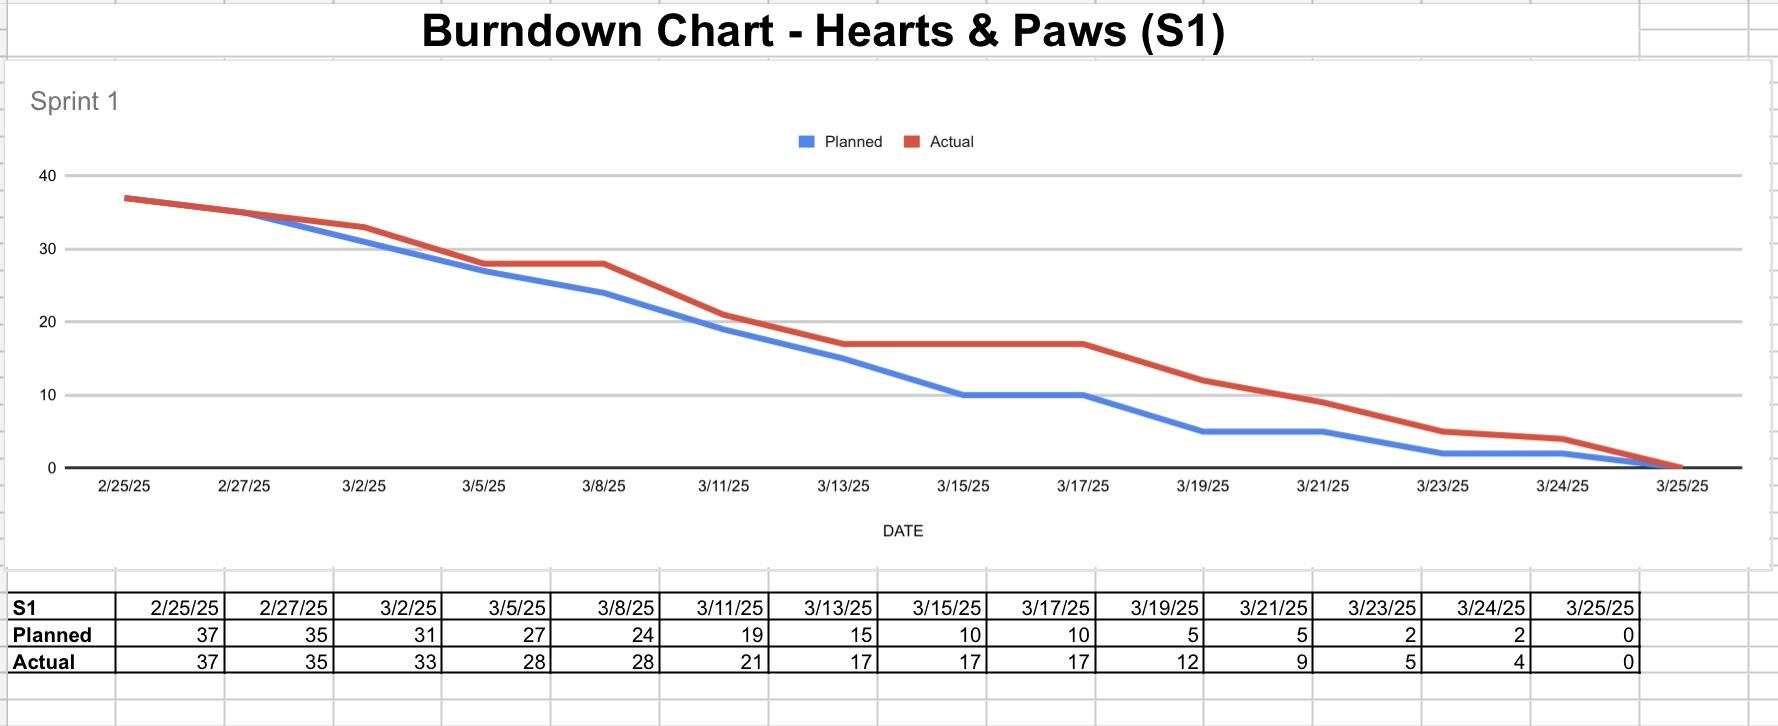 Burndown Chart - Hearts & Paws (S1)
Sprint 1
Planned Actual
40
30
20
10
0
2/25/25 2/27/25 3/2/25 3/5/25 3/8/25 3/11/25 3/13/25 3/15/25 3/17/25 3/19/25 3/21/25 3/23/25 3/24/25 3/25/25
DATE
S1 2/25/25 2/27/25 3/2/25 3/5/25 3/8/25 3/11/25 3/13/25 3/15/25 3/17/25 3/19/25 3/21/25 3/23/25 3/24/25 3/25/25
Planned 37 35 31 27 24 19 15 10 10 5 5 2 2 0
Actual 37 35 33 28 28 21 17 17 17 12 9 5 4 0